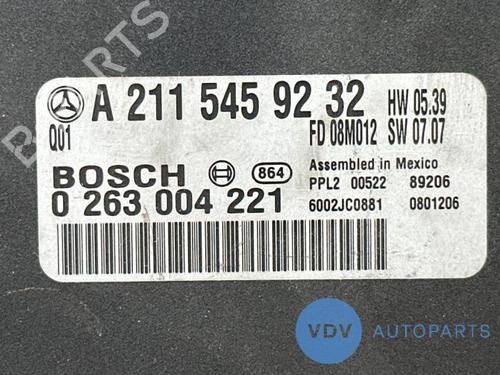 A 211 545 92 32 HW 05.39
Q01 FD 08M012 SW 07.07
BOSCH 864 Assembled in Mexico
0 263 004 221 PPL2 00522 89206
6002JC0881 0801206
PARTS
VDV AUTOPARTS